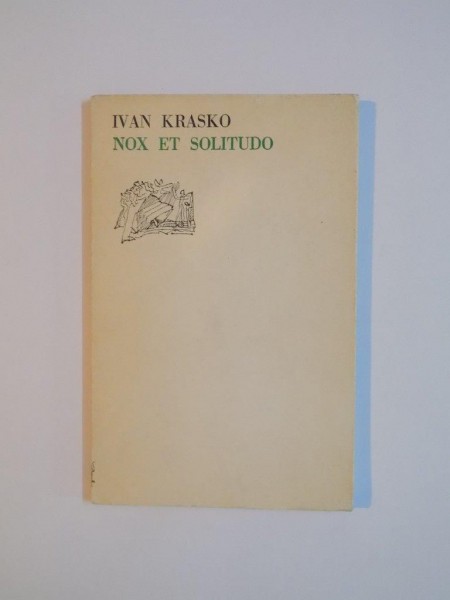 IVAN KRASKO
NOX ET SOLITUDO